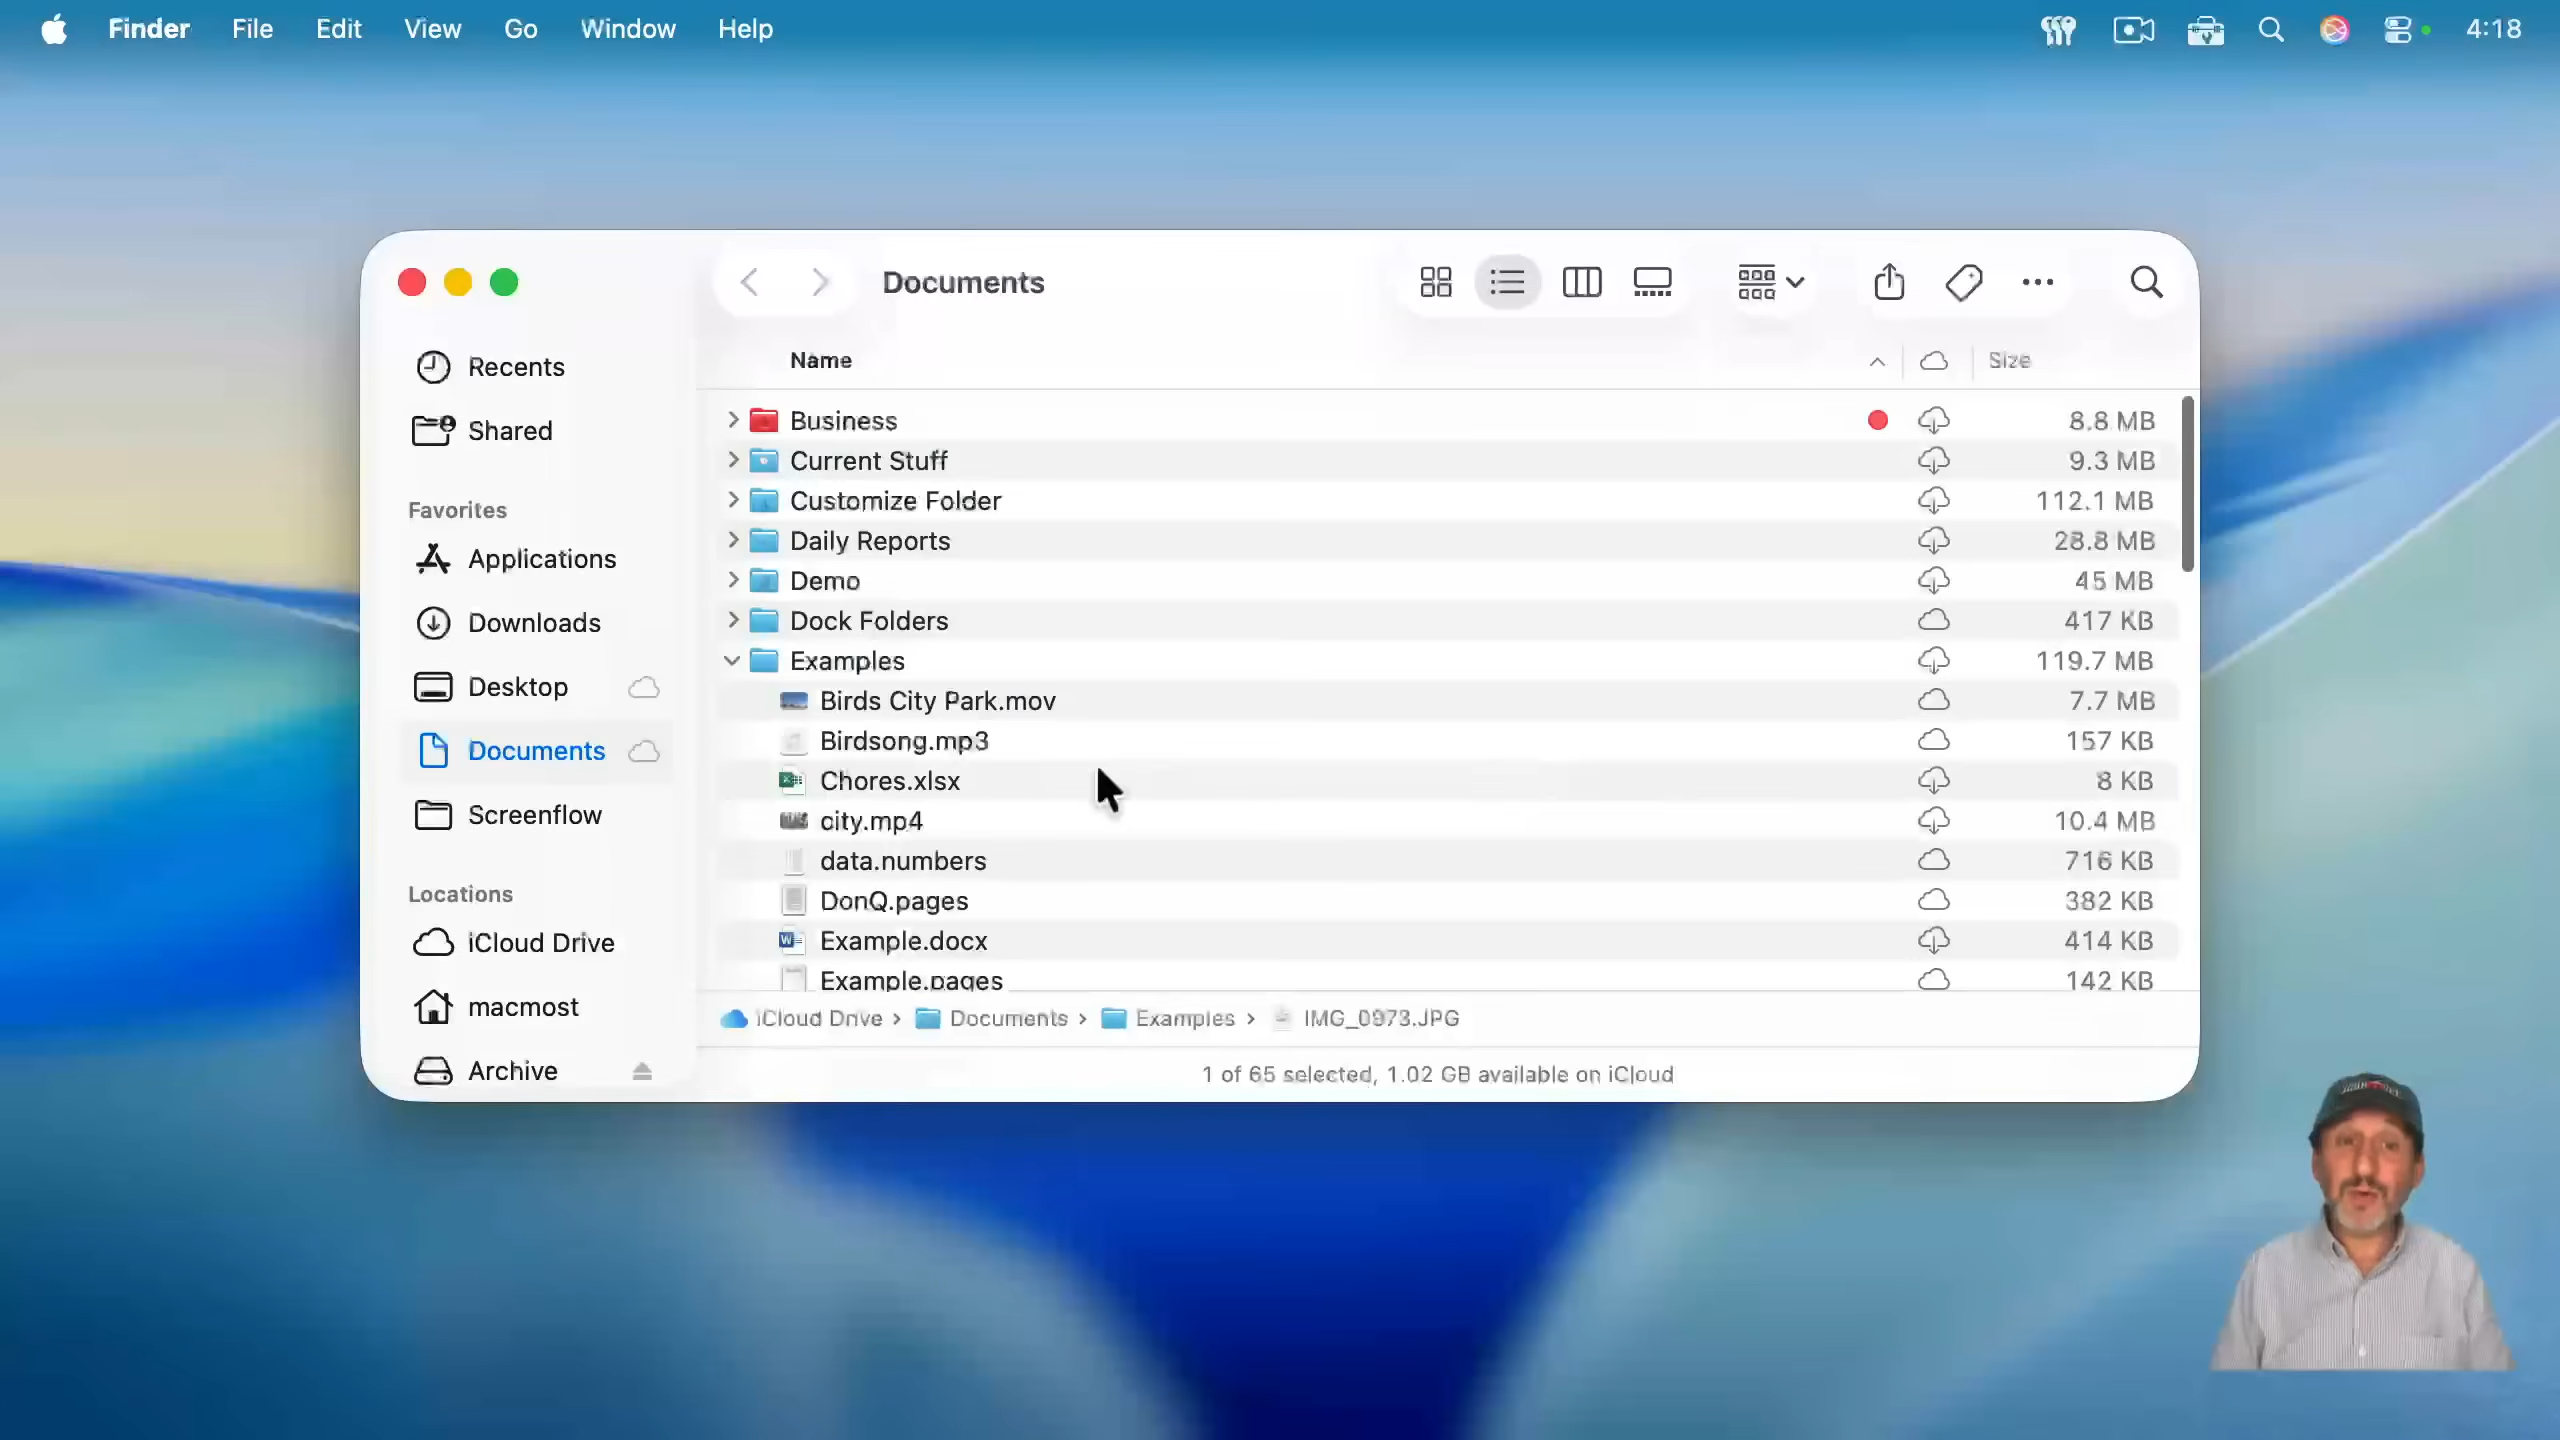 Finder File Edit View Go Window Help 4:18
Documents
Recents
Shared
Favorites
Applications
Downloads
Desktop
Documents
Screenflow
Locations
iCloud Drive
macmost
Archive
Name Size
Business 8.8 MB
Current Stuff 9.3 MB
Customize Folder 112.1 MB
Daily Reports 28.8 MB
Demo 45 MB
Dock Folders 417 KB
Examples 119.7 MB
Birds City Park.mov 7.7 MB
Birdsong.mp3 157 KB
Chores.xlsx 8 KB
city.mp4 10.4 MB
data.numbers 716 KB
DonQ.pages 382 KB
Example.docx 414 KB
Example.pages 142 KB
iCloud Drive › Documents › Examples › IMG_0973.JPG
1 of 65 selected, 1.02 GB available on iCloud